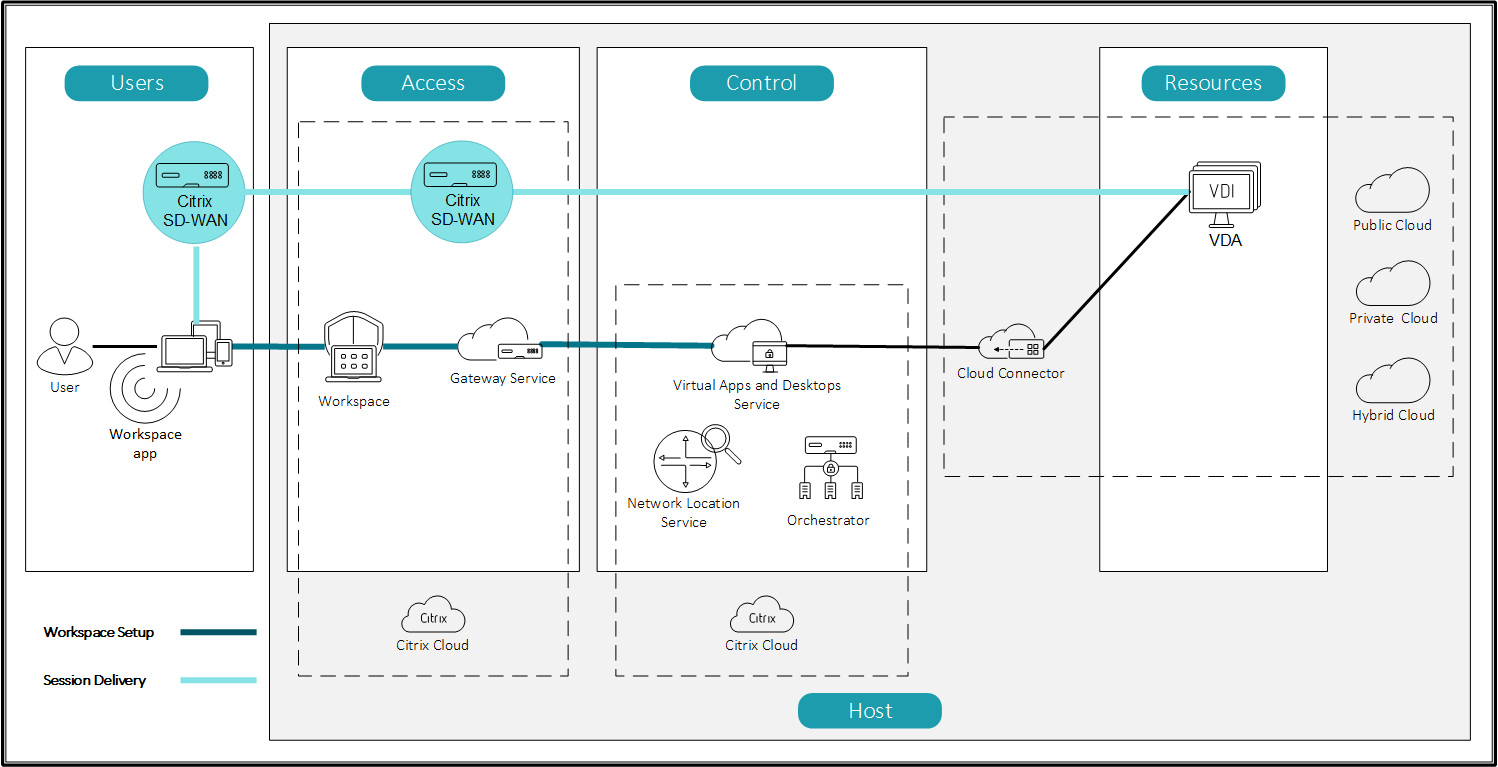 Users
Access
Control
Resources
Citrix
SD-WAN
Citrix
SD-WAN
VDI
VDA
Public Cloud
Private Cloud
Hybrid Cloud
User
Workspace
app
Workspace
Gateway Service
Virtual Apps and Desktops
Service
Cloud Connector
Network Location
Service
Orchestrator
Citrix
Citrix Cloud
Citrix
Citrix Cloud
Workspace Setup
Session Delivery
Host